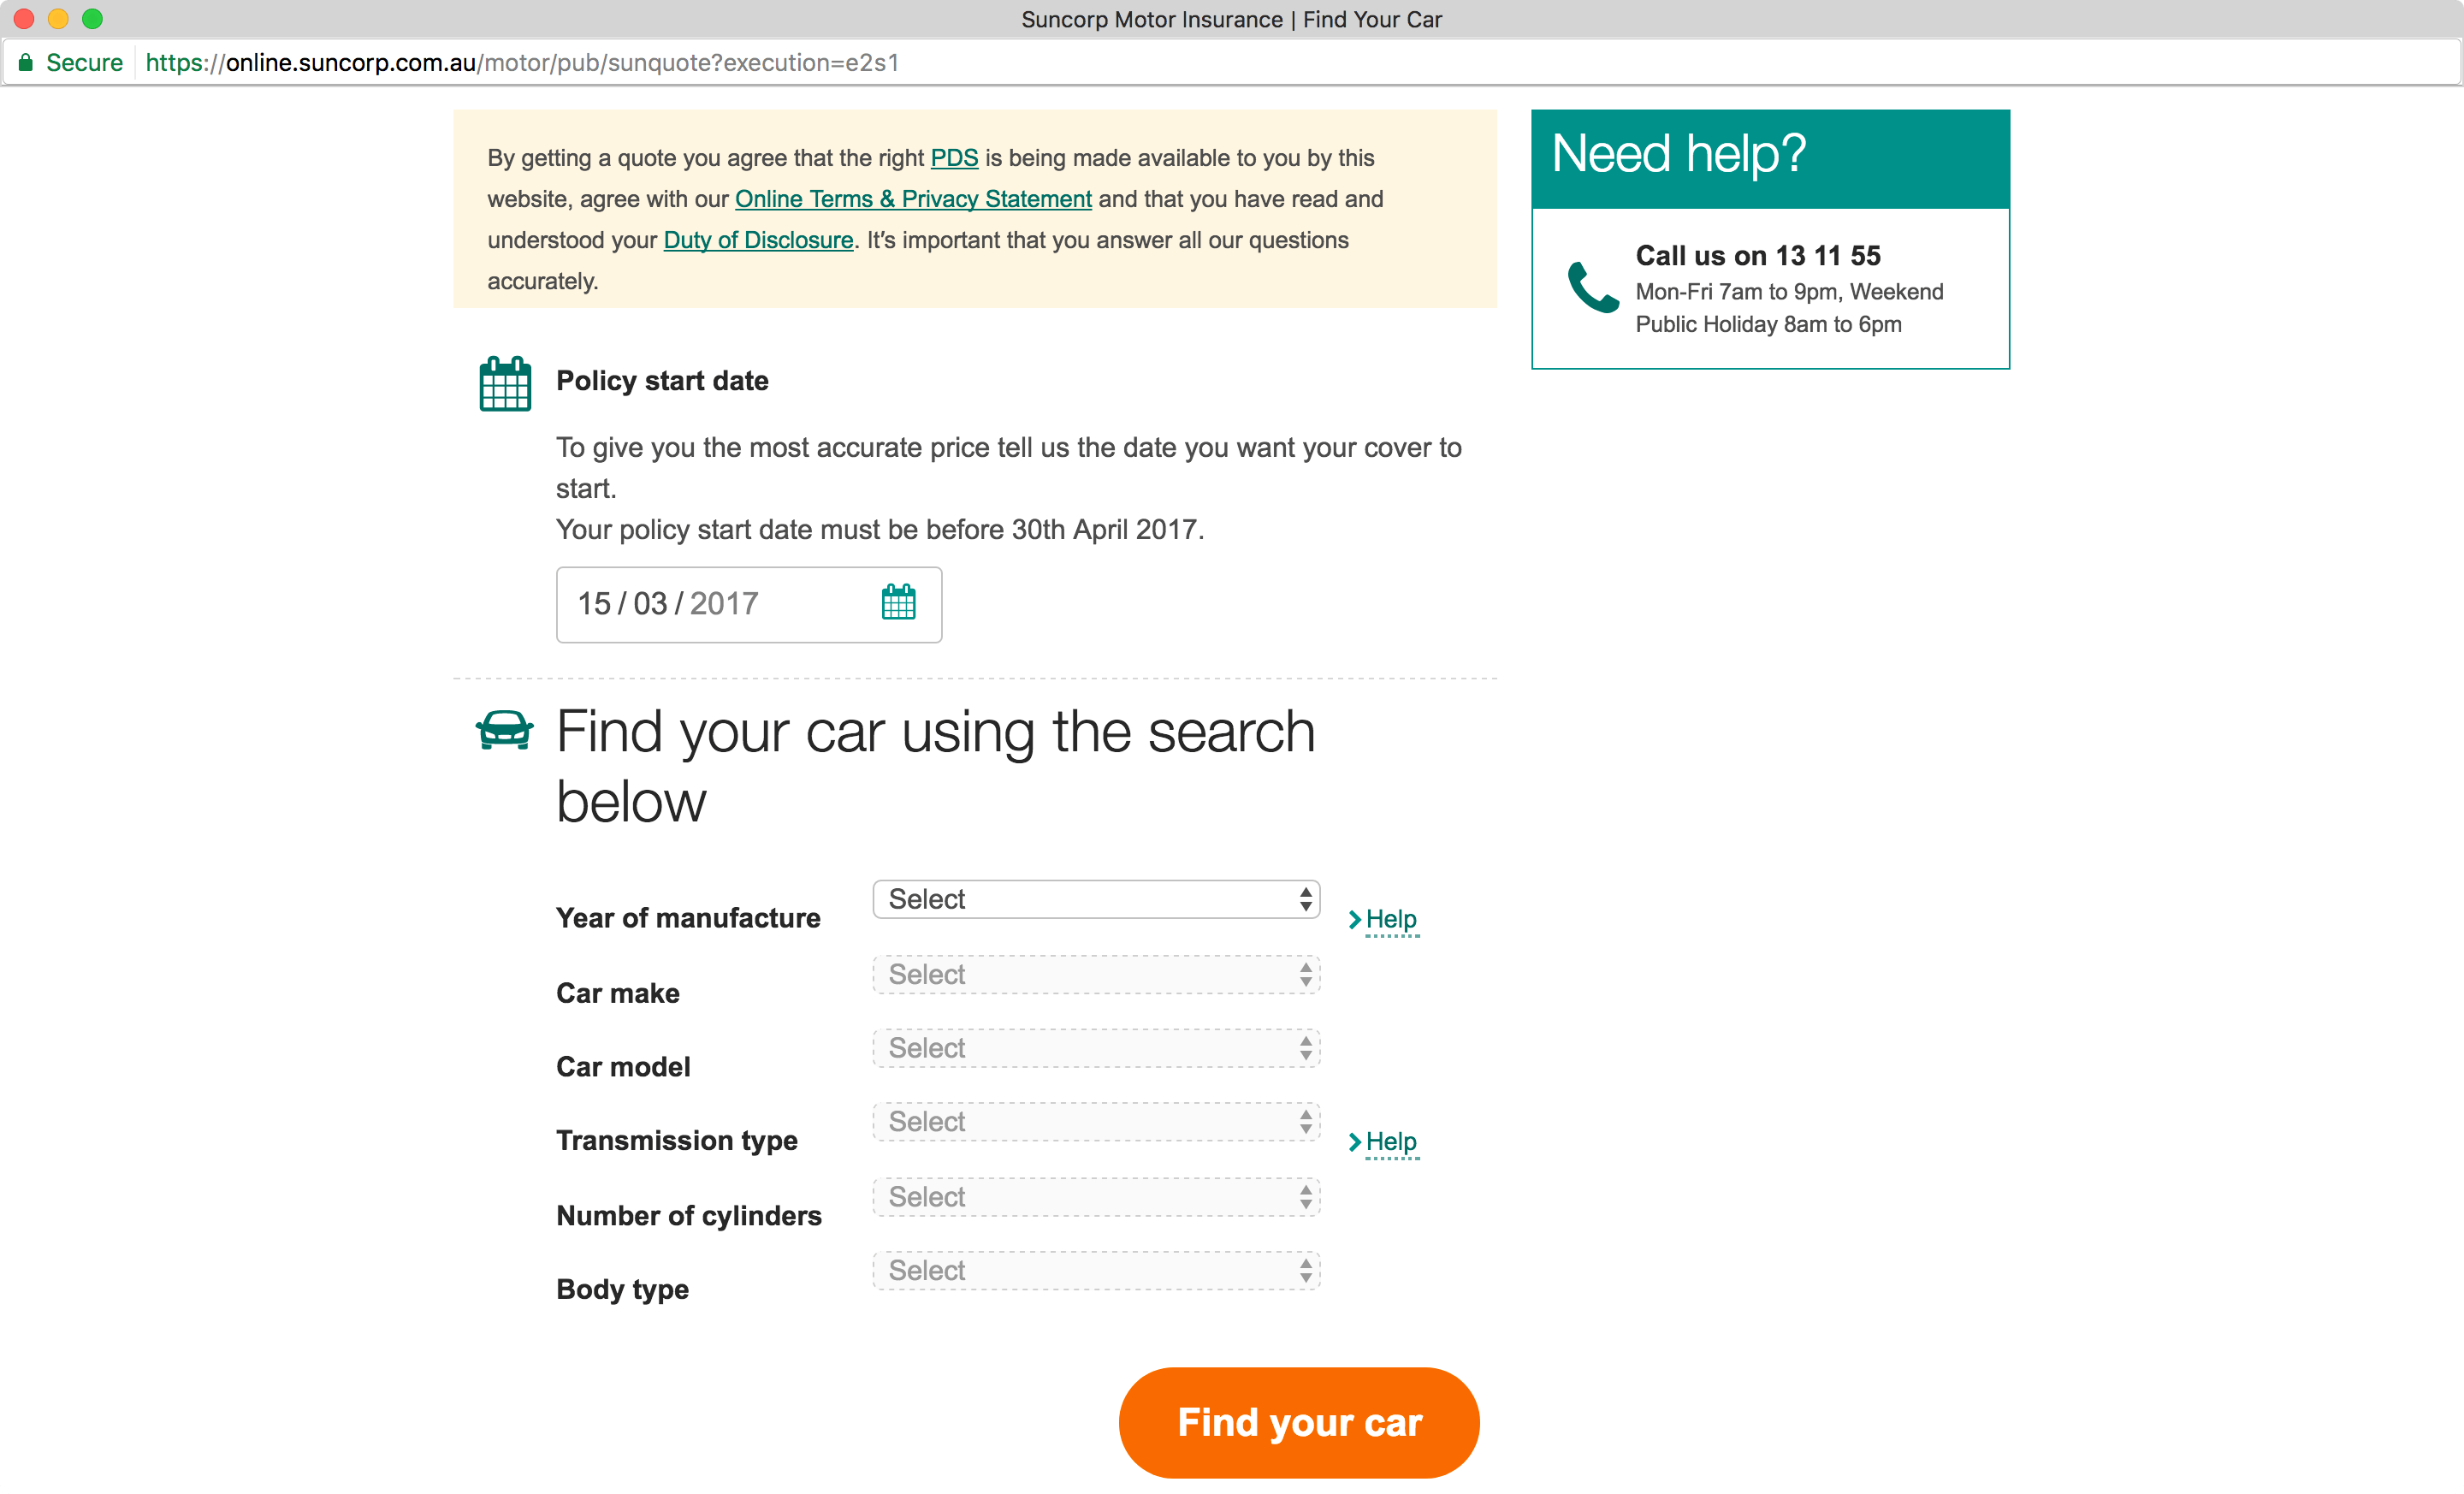 Suncorp Motor Insurance | Find Your Car
Secure
https://online.suncorp.com.au/motor/pub/sunquote?execution=e2s1
By getting a quote you agree that the right PDS is being made available to you by this
website, agree with our Online Terms & Privacy Statement and that you have read and
understood your Duty of Disclosure. It's important that you answer all our questions
accurately.
Need help?
Call us on 13 11 55
Mon-Fri 7am to 9pm, Weekend
Public Holiday 8am to 6pm
Policy start date
To give you the most accurate price tell us the date you want your cover to
start.
Your policy start date must be before 30th April 2017.
15 / 03 / 2017
Find your car using the search
below
Year of manufacture
Select
Help
Car make
Select
Car model
Select
Transmission type
Select
Help
Number of cylinders
Select
Body type
Select
Find your car